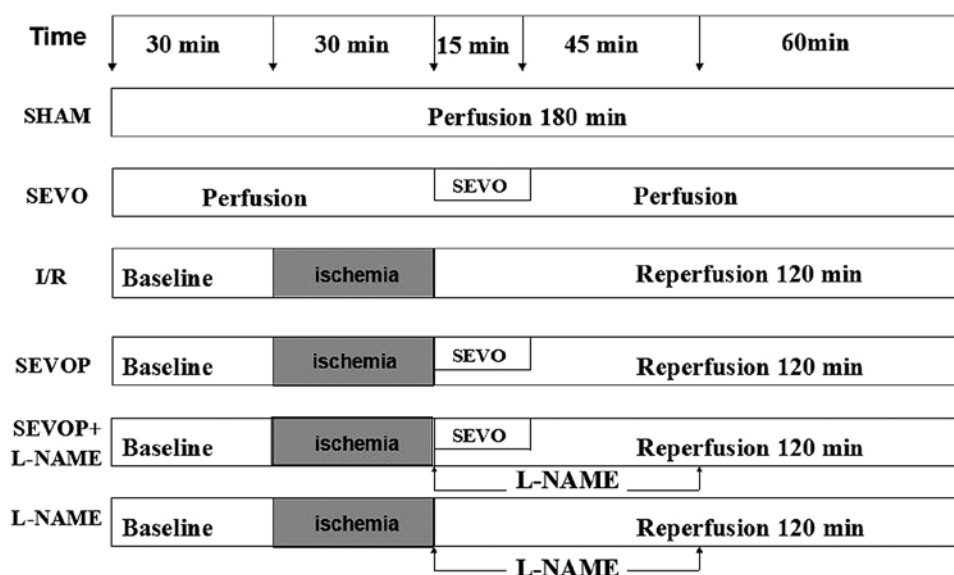 Time 30 min 30 min 15 min 45 min 60min
SHAM Perfusion 180 min
SEVO Perfusion SEVO Perfusion
I/R Baseline ischemia Reperfusion 120 min
SEVOP Baseline ischemia SEVO Reperfusion 120 min
SEVOP+
L-NAME Baseline ischemia SEVO Reperfusion 120 min
L-NAME
L-NAME Baseline ischemia Reperfusion 120 min
L-NAME